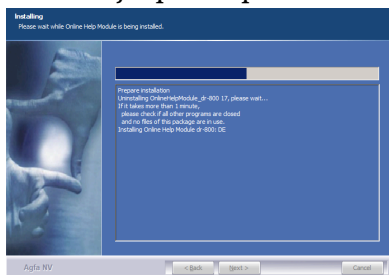 Installing
Please wait while Online Help Module is being installed.
Prepare installation
Uninstalling OnlineHelpModule_dr-800 17, please wait...
If it takes more than 1 minute,
please check if all other programs are closed
and no files of this package are in use.
Installing Online Help Module dr-800: DE
Agfa NV
< Back
Next >
Cancel